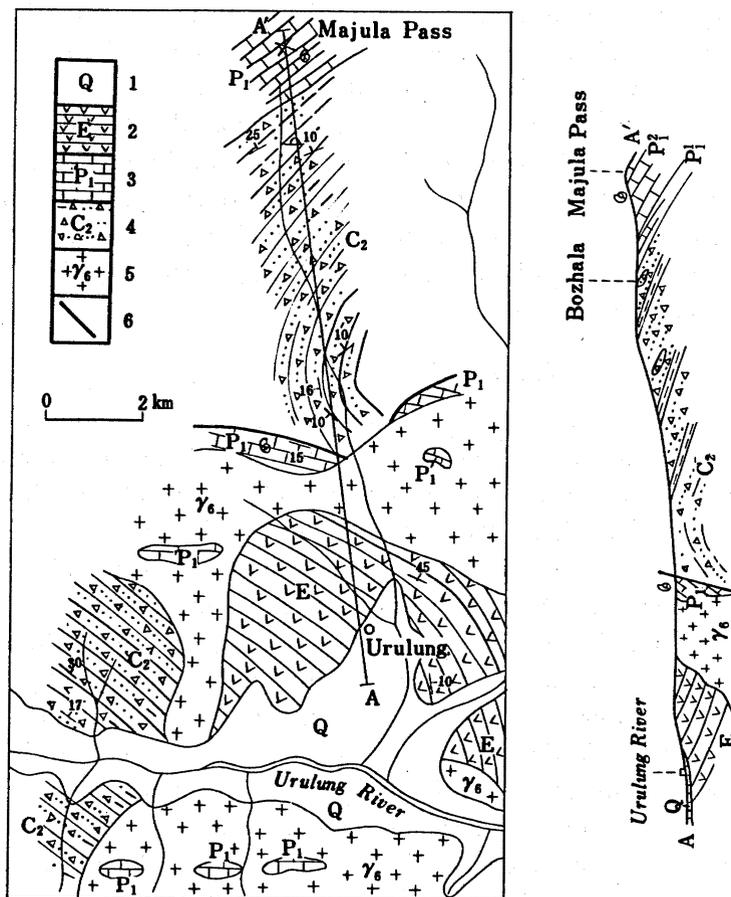 A' Majula Pass
P₁
Q 1
E 2
P₁ 3
C₂ 4
γ₆ 5
6
25
10
C₂
10
16
10
0 2 km
P₁
P₁
15
P₁
γ₆
P₁
45
E
Urulung
C₂
30
17
A
10
Q
E
Urulung River
γ₆
Q
C₂
P₁
P₁
P₁
γ₆
Majula Pass
A'
P₁²
P₁¹
Bozhala
C₂
P₁
γ₆
Urulung River
E
Q
A